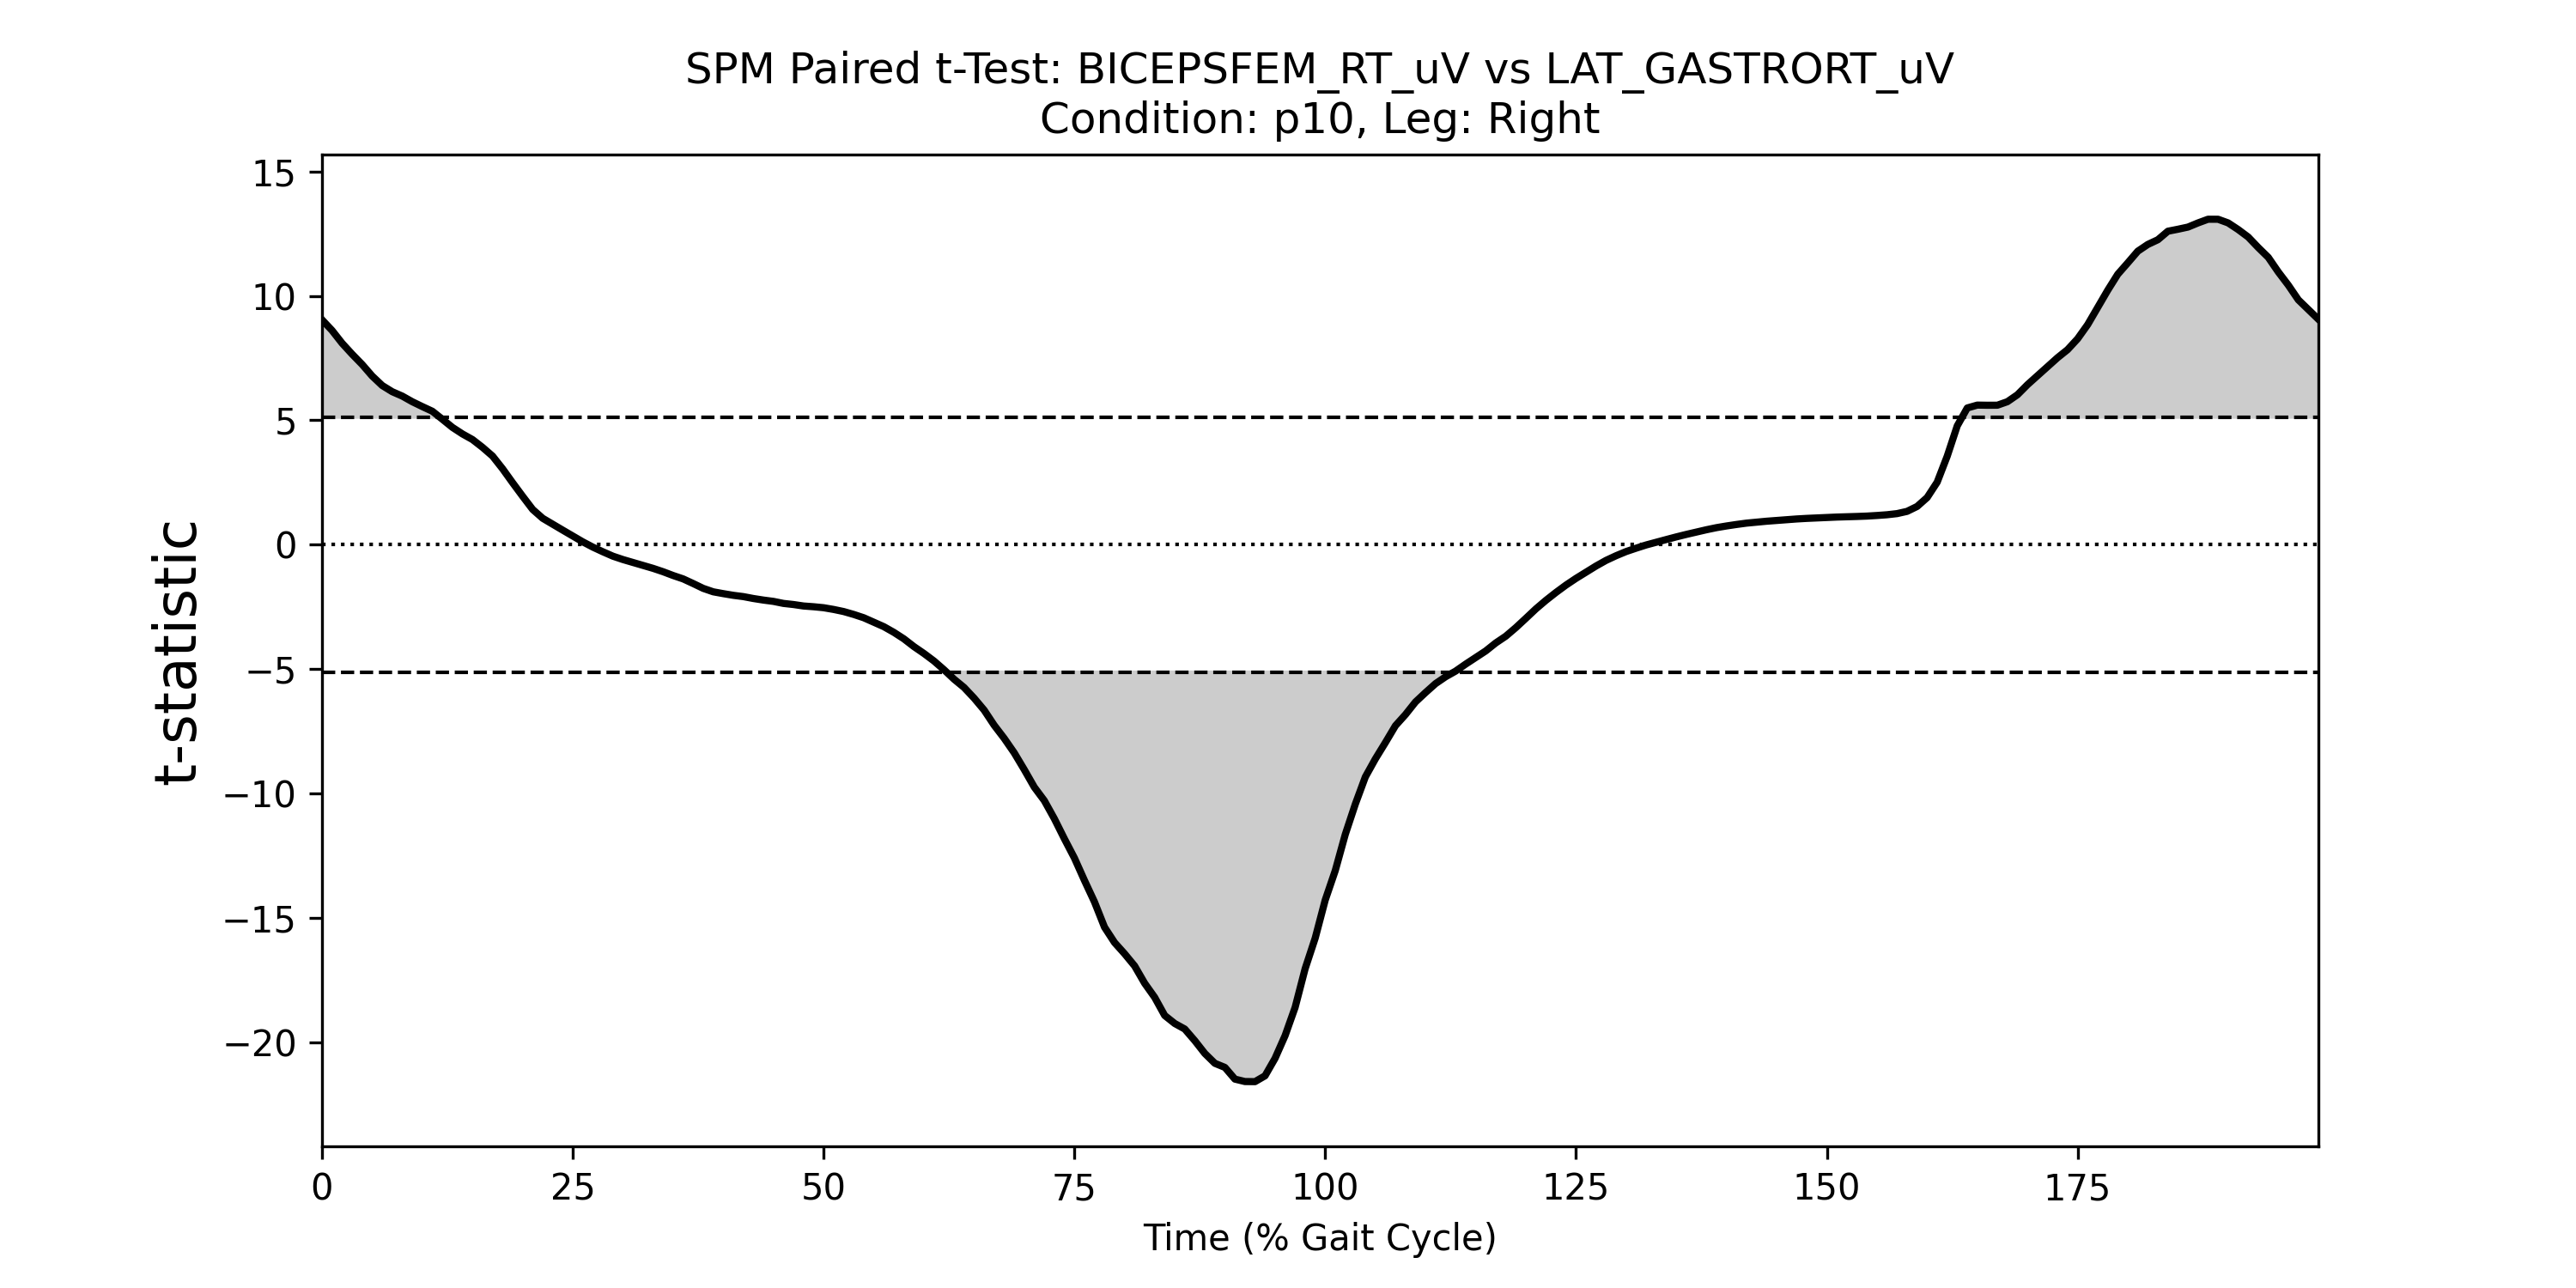 SPM Paired t-Test: BICEPSFEM_RT_uV vs LAT_GASTRORT_uV
Condition: p10, Leg: Right
t-statistic
15
10
5
0
−5
−10
−15
−20
0 25 50 75 100 125 150 175
Time (% Gait Cycle)